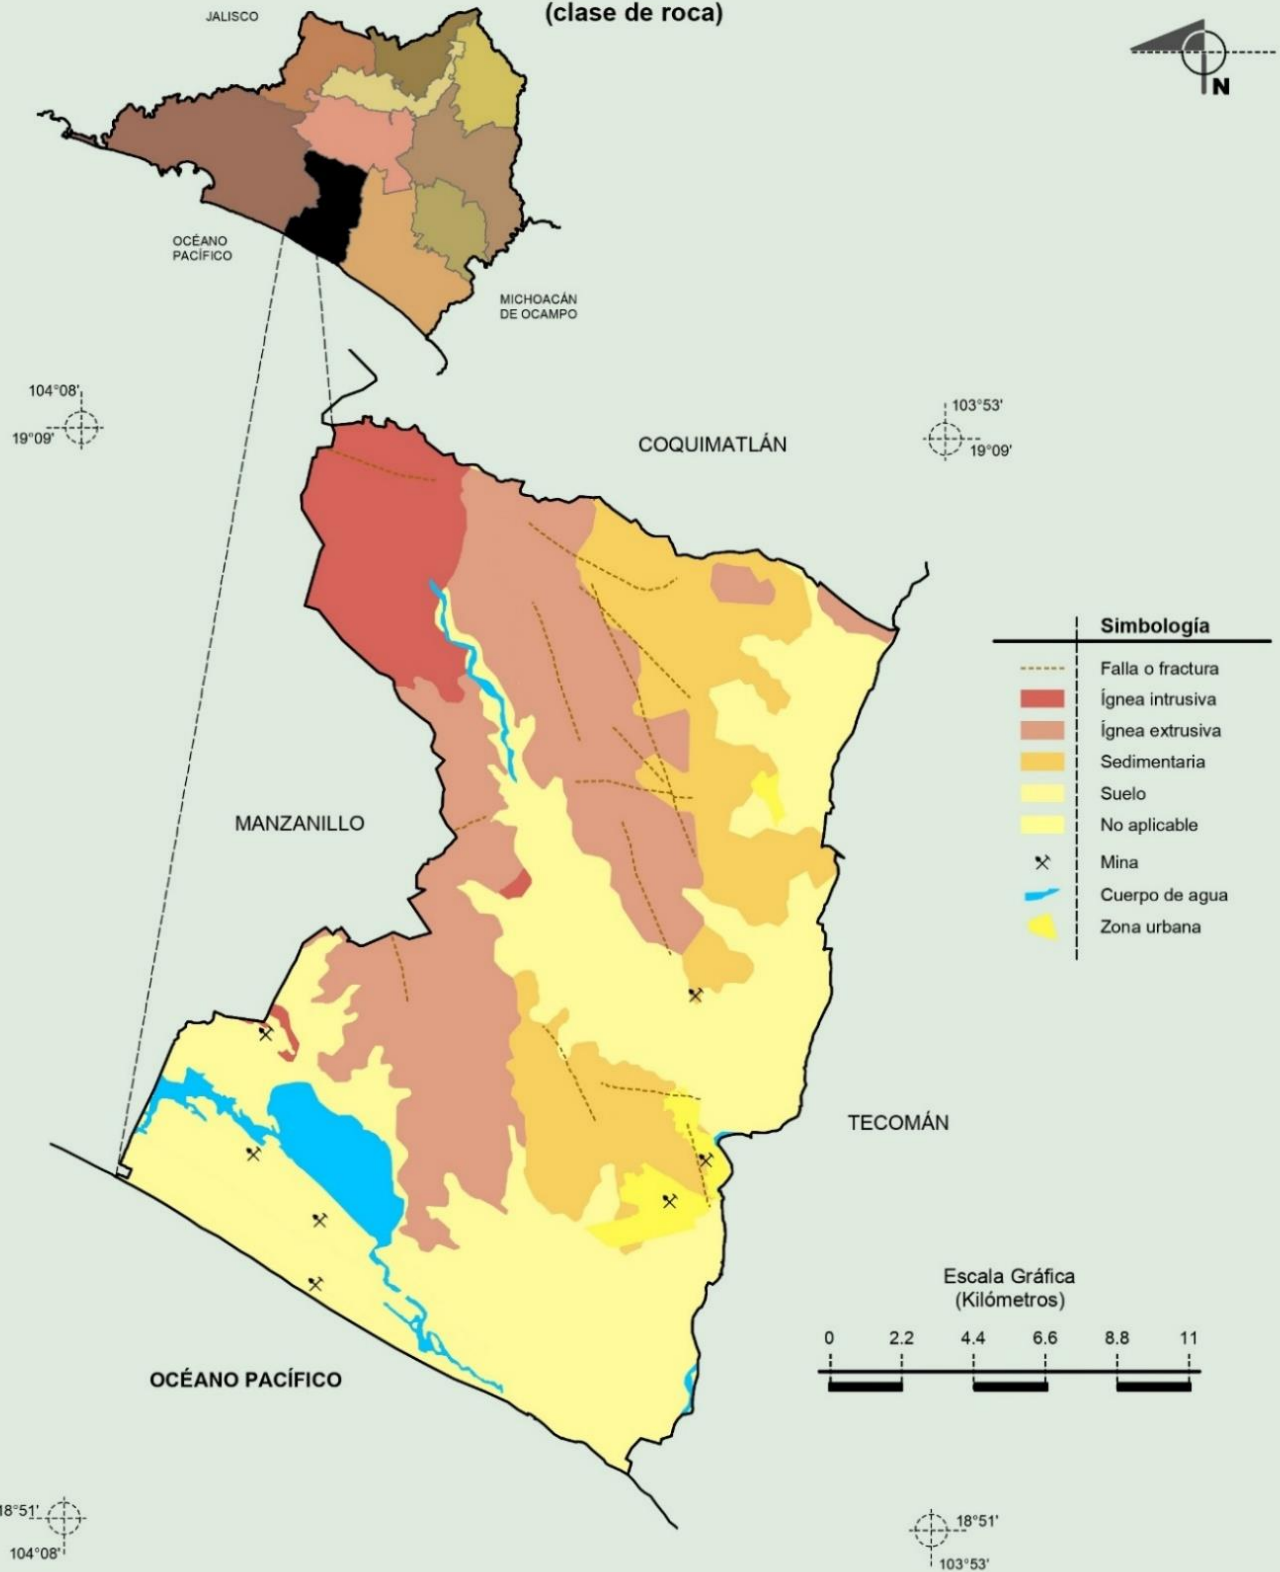 (clase de roca)
JALISCO
N
OCÉANO
PACÍFICO
MICHOACÁN
DE OCAMPO
104°08'
19°09'
103°53'
19°09'
COQUIMATLÁN
Simbología
Falla o fractura
Ígnea intrusiva
Ígnea extrusiva
Sedimentaria
Suelo
No aplicable
Mina
Cuerpo de agua
Zona urbana
MANZANILLO
TECOMÁN
Escala Gráfica
(Kilómetros)
0 2.2 4.4 6.6 8.8 11
OCÉANO PACÍFICO
18°51'
104°08'
18°51'
103°53'